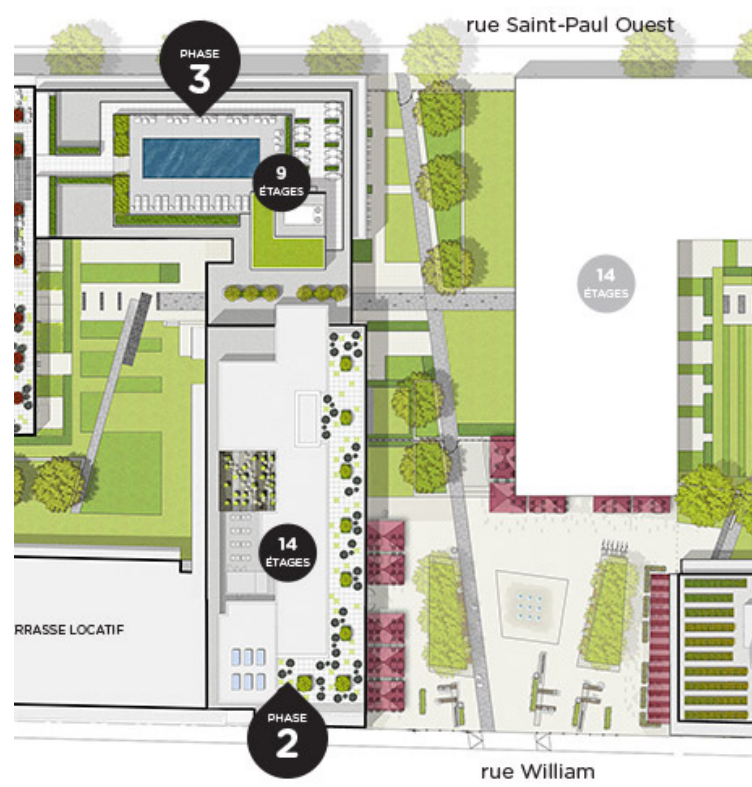 rue Saint-Paul Ouest
PHASE
3
9
ÉTAGES
14
ÉTAGES
14
ÉTAGES
RRASSE LOCATIF
PHASE
2
rue William